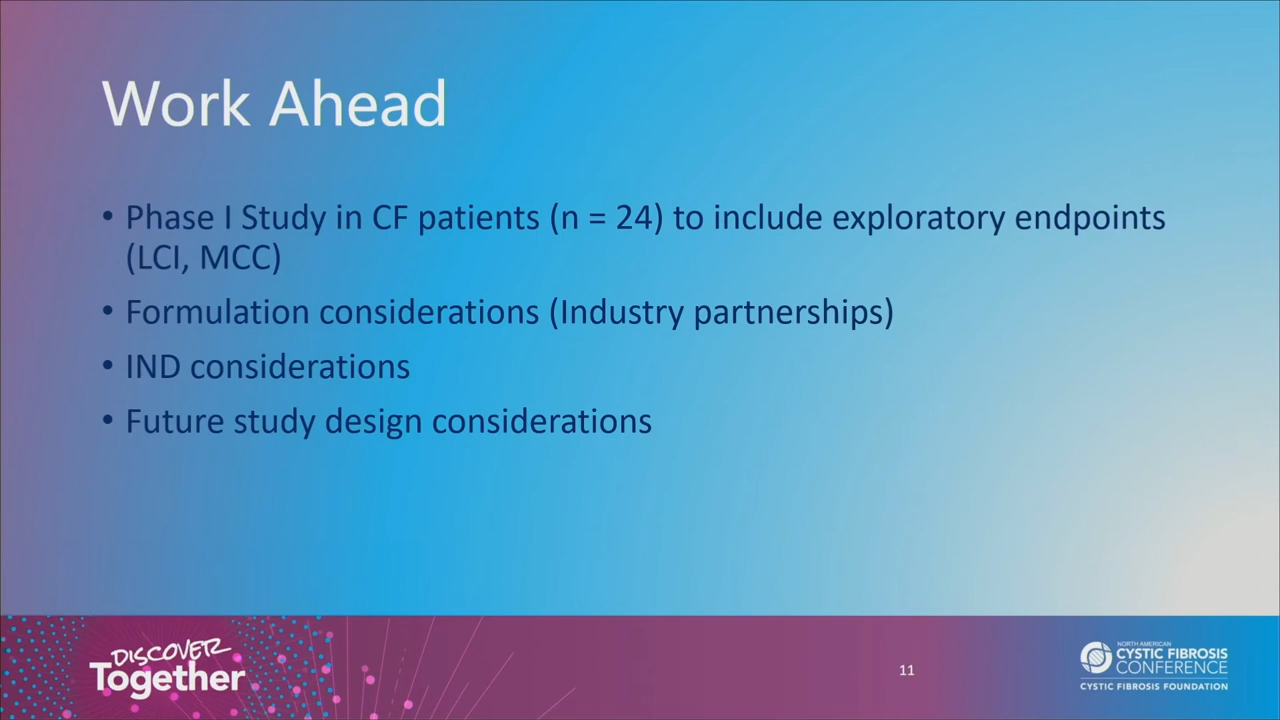 Work Ahead
• Phase I Study in CF patients (n = 24) to include exploratory endpoints
(LCI, MCC)
• Formulation considerations (Industry partnerships)
• IND considerations
• Future study design considerations
DISCOVER
Together
11
NORTH AMERICAN
CYSTIC FIBROSIS
CONFERENCE
CYSTIC FIBROSIS FOUNDATION